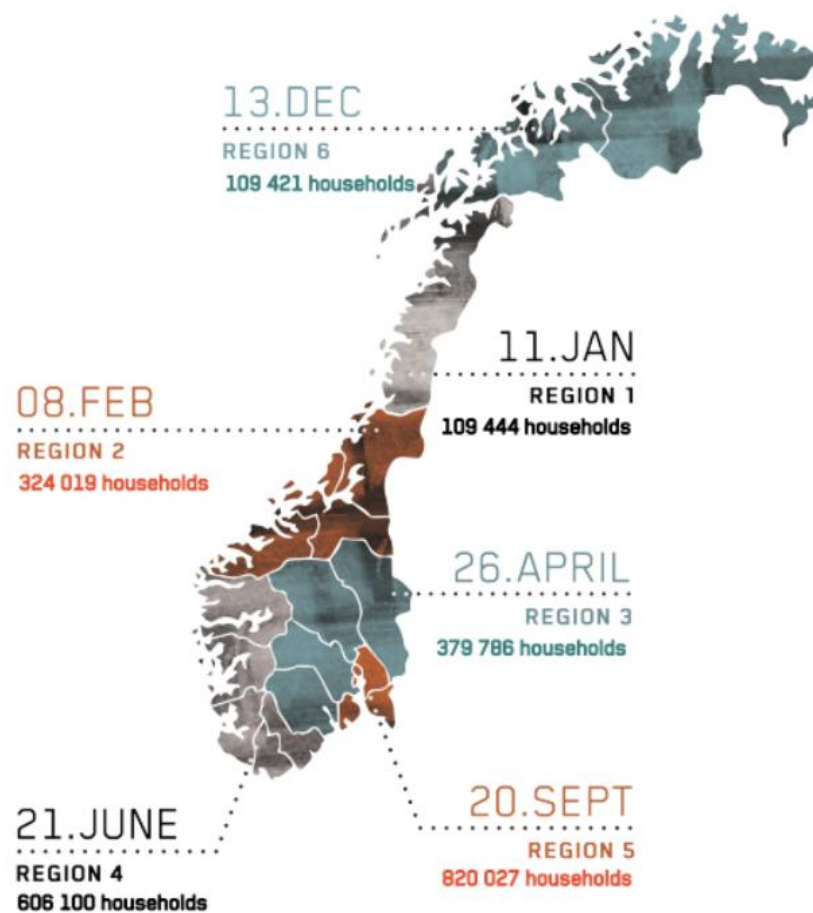 13.DEC
REGION 6
109 421 households
11.JAN
REGION 1
109 444 households
08.FEB
REGION 2
324 019 households
26.APRIL
REGION 3
379 786 households
20.SEPT
REGION 5
820 027 households
21.JUNE
REGION 4
606 100 households